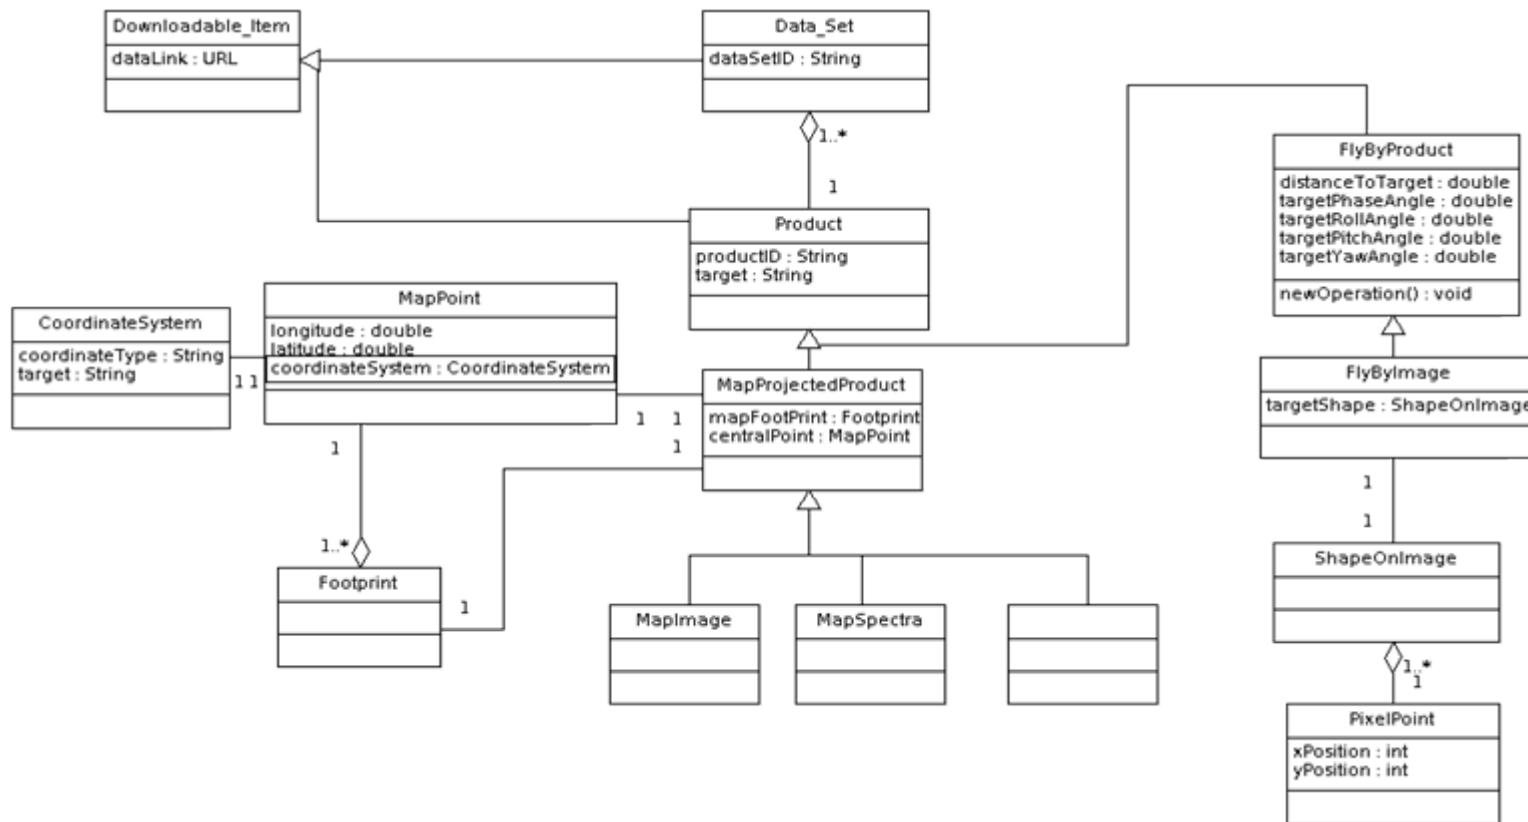 Downloadable_Item
dataLink : URL
Data_Set
dataSetID : String
1..*
1
Product
productID : String
target : String
FlyByProduct
distanceToTarget : double
targetPhaseAngle : double
targetRollAngle : double
targetPitchAngle : double
targetYawAngle : double
newOperation() : void
CoordinateSystem
coordinateType : String
target : String
1 1
MapPoint
longitude : double
latitude : double
coordinateSystem : CoordinateSystem
1 1
1
1
MapProjectedProduct
mapFootPrint : Footprint
centralPoint : MapPoint
FlyByImage
targetShape : ShapeOnImage
1
1
1..*
Footprint
1
MapImage
MapSpectra
ShapeOnImage
1..*
1
PixelPoint
xPosition : int
yPosition : int